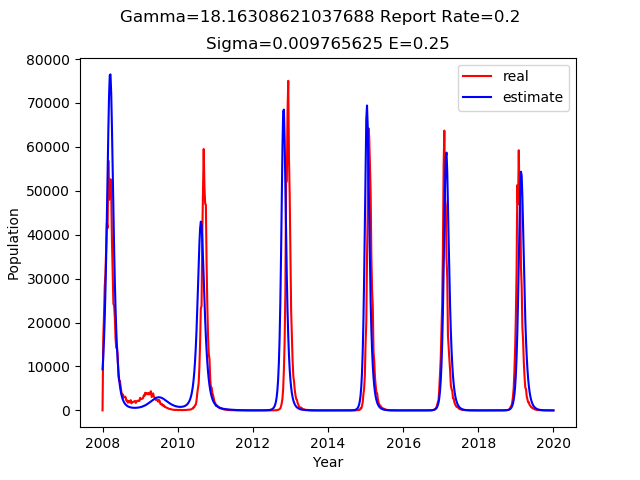 Gamma=18.16308621037688 Report Rate=0.2
Sigma=0.009765625 E=0.25
80000
70000
60000
50000
40000
30000
20000
10000
0
Population
real
estimate
2008 2010 2012 2014 2016 2018 2020
Year